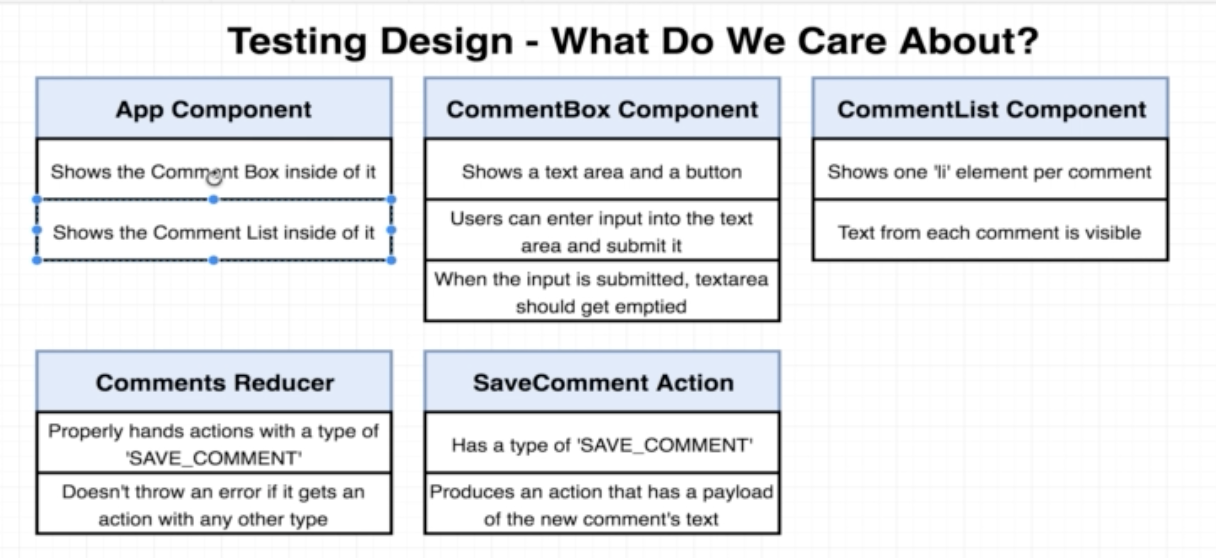 Testing Design - What Do We Care About?
App Component
Shows the Comment Box inside of it
Shows the Comment List inside of it
CommentBox Component
Shows a text area and a button
Users can enter input into the text
area and submit it
When the input is submitted, textarea
should get emptied
CommentList Component
Shows one 'li' element per comment
Text from each comment is visible
Comments Reducer
Properly hands actions with a type of
'SAVE_COMMENT'
Doesn't throw an error if it gets an
action with any other type
SaveComment Action
Has a type of 'SAVE_COMMENT'
Produces an action that has a payload
of the new comment's text